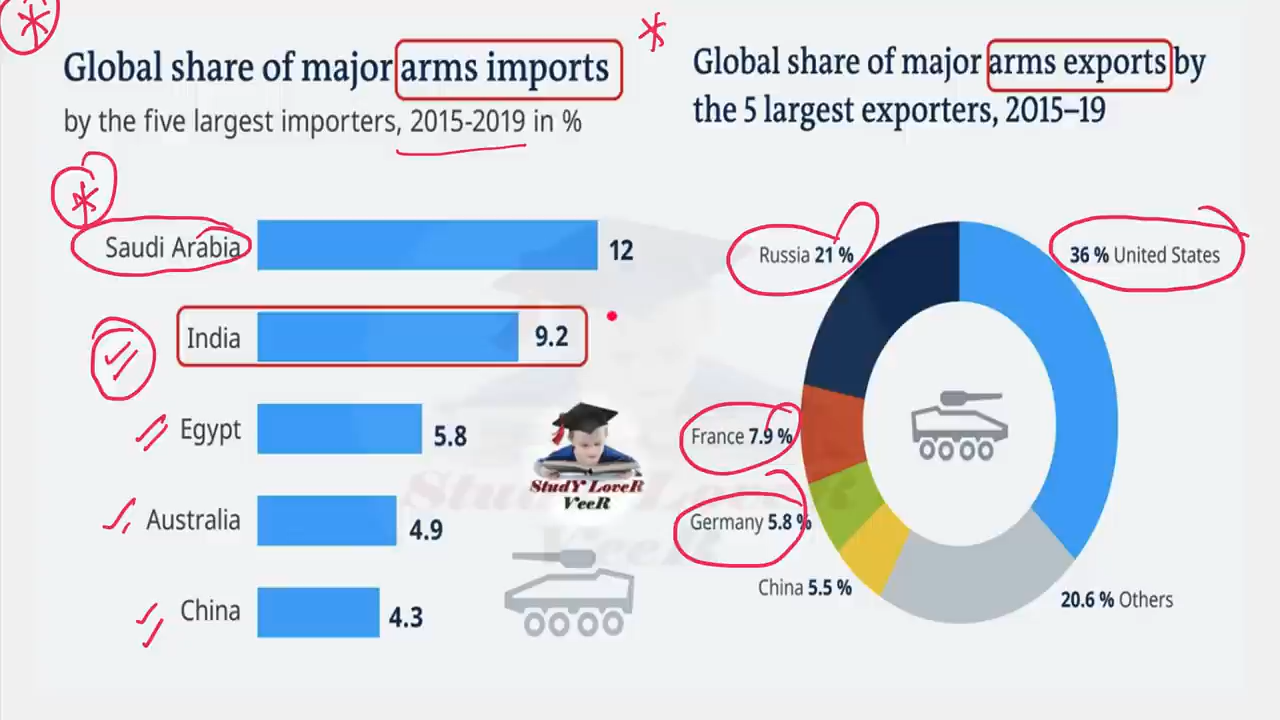 Global share of major arms imports
by the five largest importers, 2015-2019 in %
Saudi Arabia 12
India 9.2
Egypt 5.8
Australia 4.9
China 4.3
StudY LoveR
VeeR
Global share of major arms exports by
the 5 largest exporters, 2015–19
Russia 21 %
36 % United States
France 7.9 %
Germany 5.8 %
China 5.5 %
20.6 % Others
StudY LoveR
VeeR